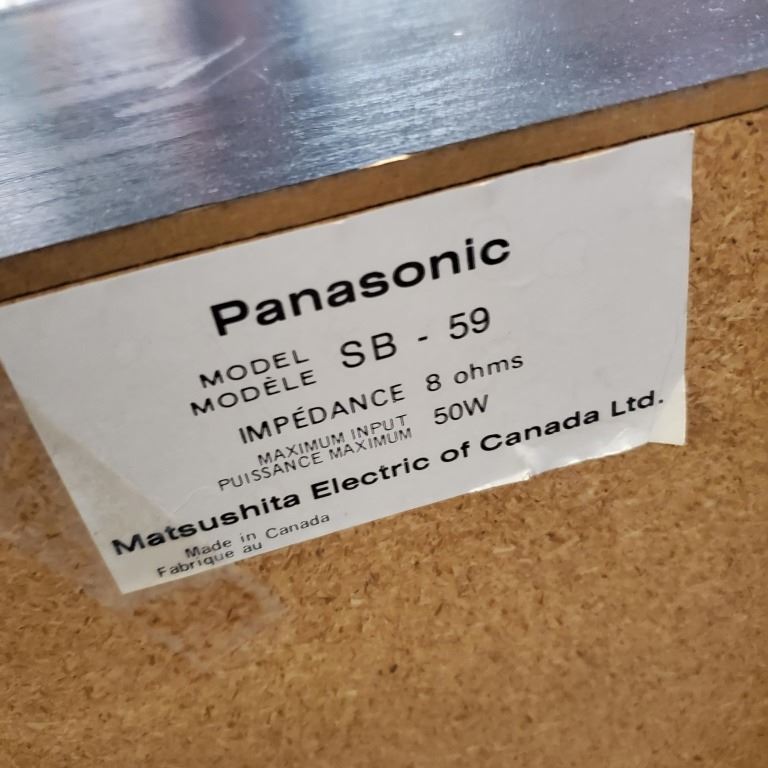 Panasonic
MODEL
MODÈLE SB - 59
IMPÉDANCE 8 ohms
MAXIMUM INPUT
PUISSANCE MAXIMUM 50W
Matsushita Electric of Canada Ltd.
Made in Canada
Fabriqué au